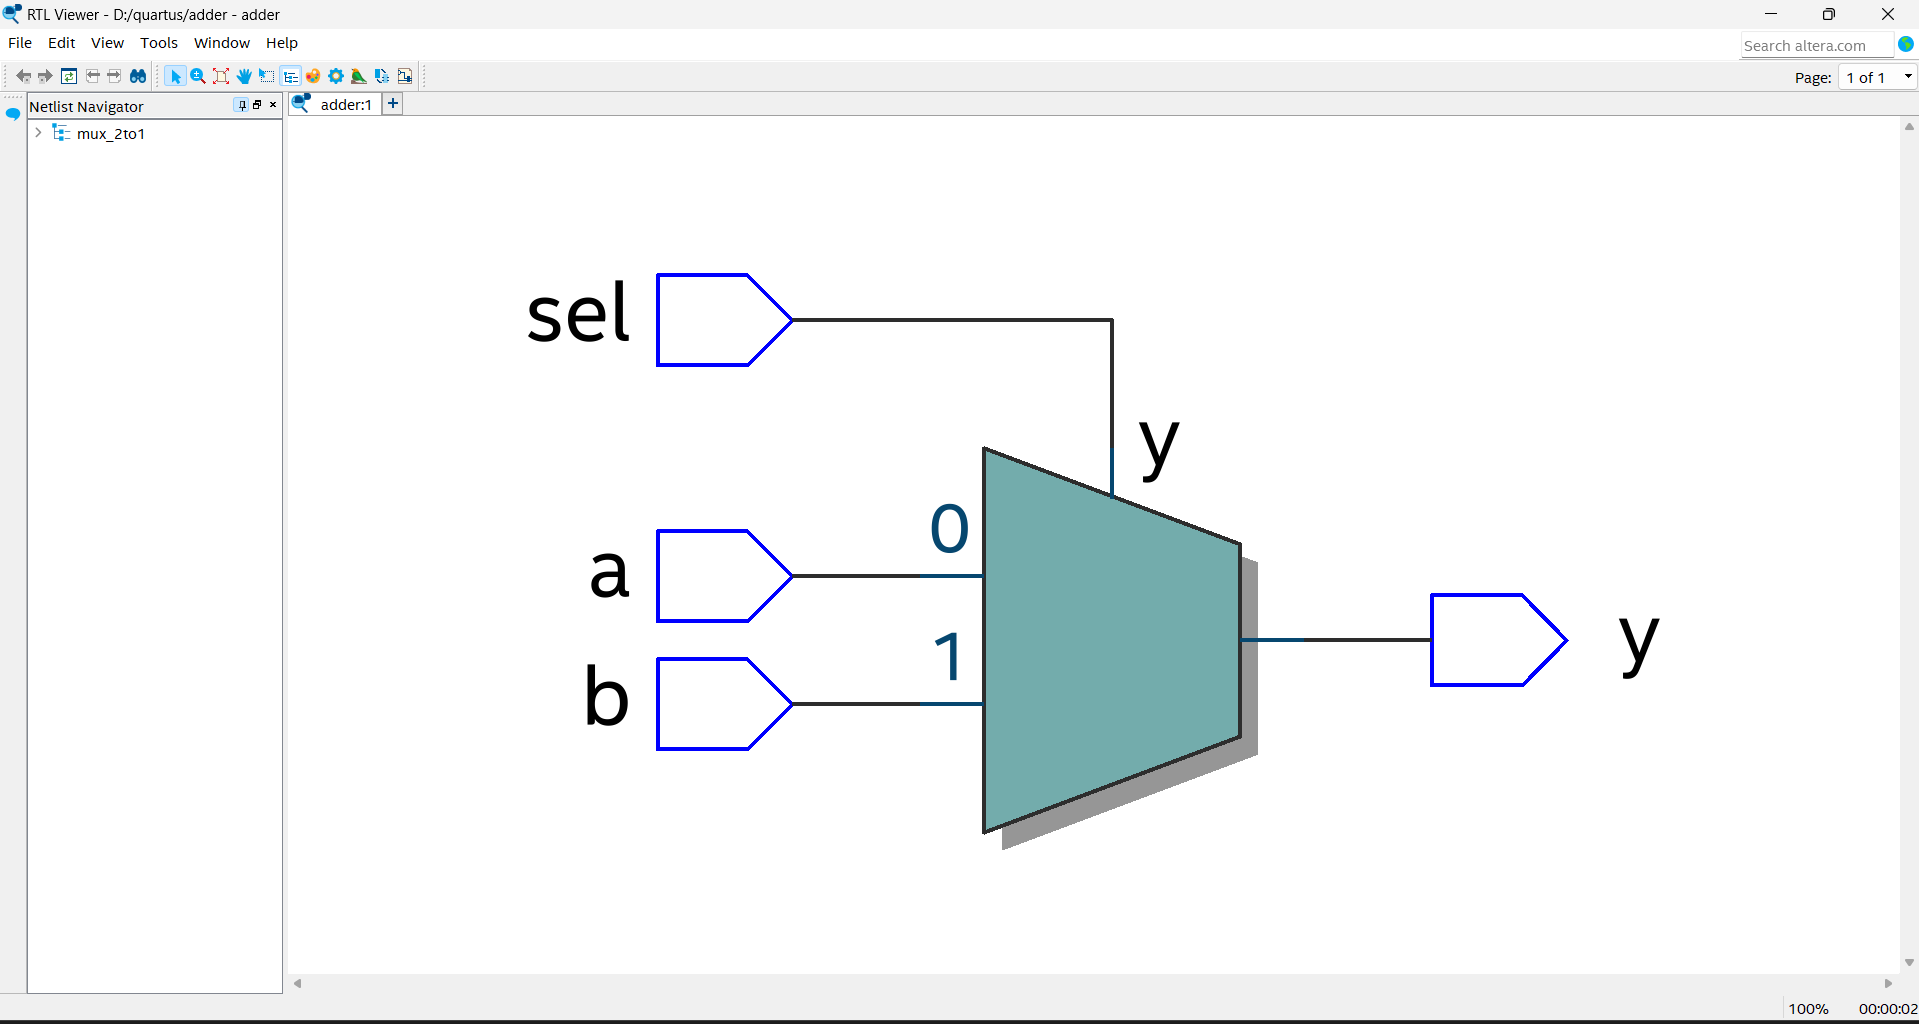 RTL Viewer - D:/quartus/adder - adder
File Edit View Tools Window Help
Search altera.com
Page: 1 of 1
Netlist Navigator
adder:1
+
mux_2to1
sel
y
0
a
1
b
y
100% 00:00:02